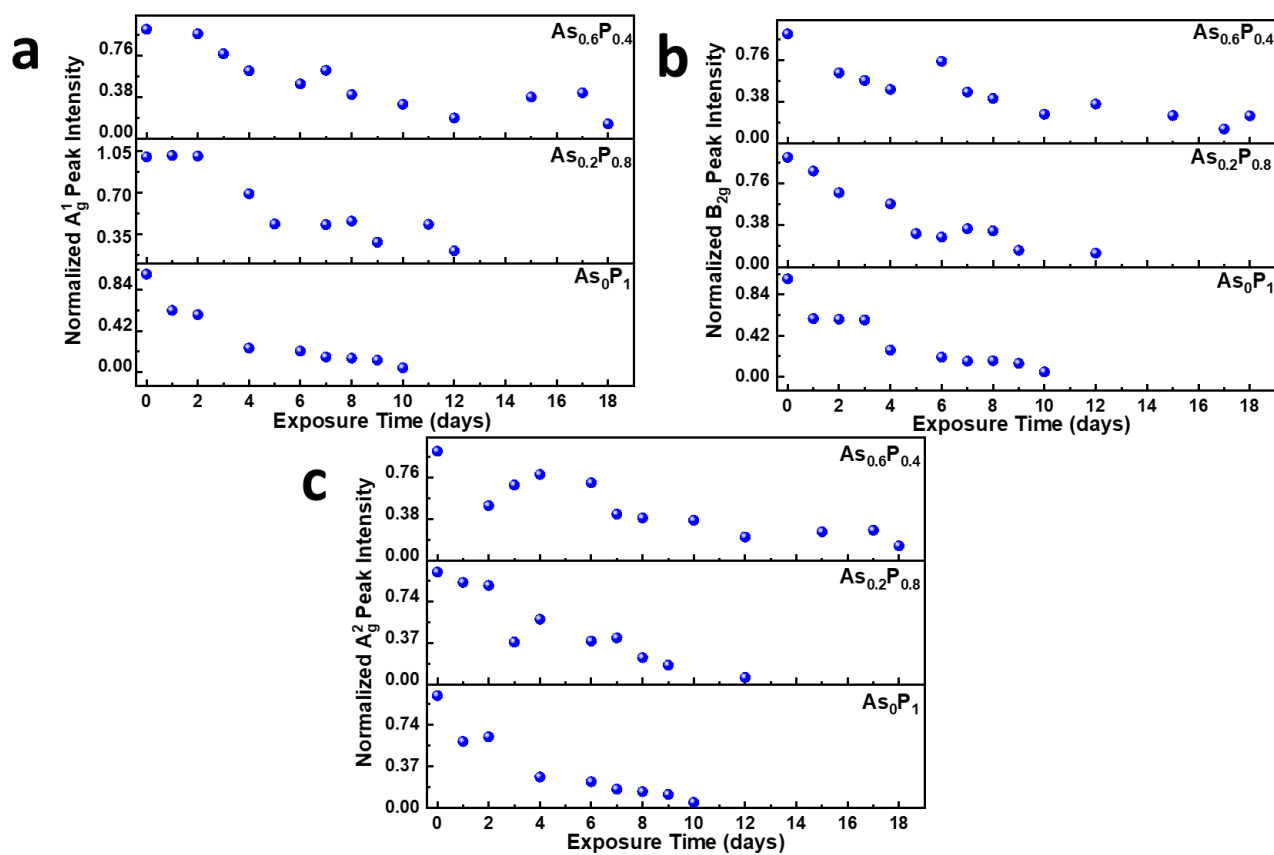 a
Normalized A_g^1 Peak Intensity
As0.6P0.4
0.76
0.38
0.00
As0.2P0.8
1.05
0.70
0.35
As0P1
0.84
0.42
0.00
0 2 4 6 8 10 12 14 16 18
Exposure Time (days)
b
Normalized B2g Peak Intensity
As0.6P0.4
0.76
0.38
0.00
As0.2P0.8
0.76
0.38
0.00
As0P1
0.84
0.42
0.00
0 2 4 6 8 10 12 14 16 18
Exposure Time (days)
c
Normalized A_g^2 Peak Intensity
As0.6P0.4
0.76
0.38
0.00
As0.2P0.8
0.74
0.37
0.00
As0P1
0.74
0.37
0.00
0 2 4 6 8 10 12 14 16 18
Exposure Time (days)